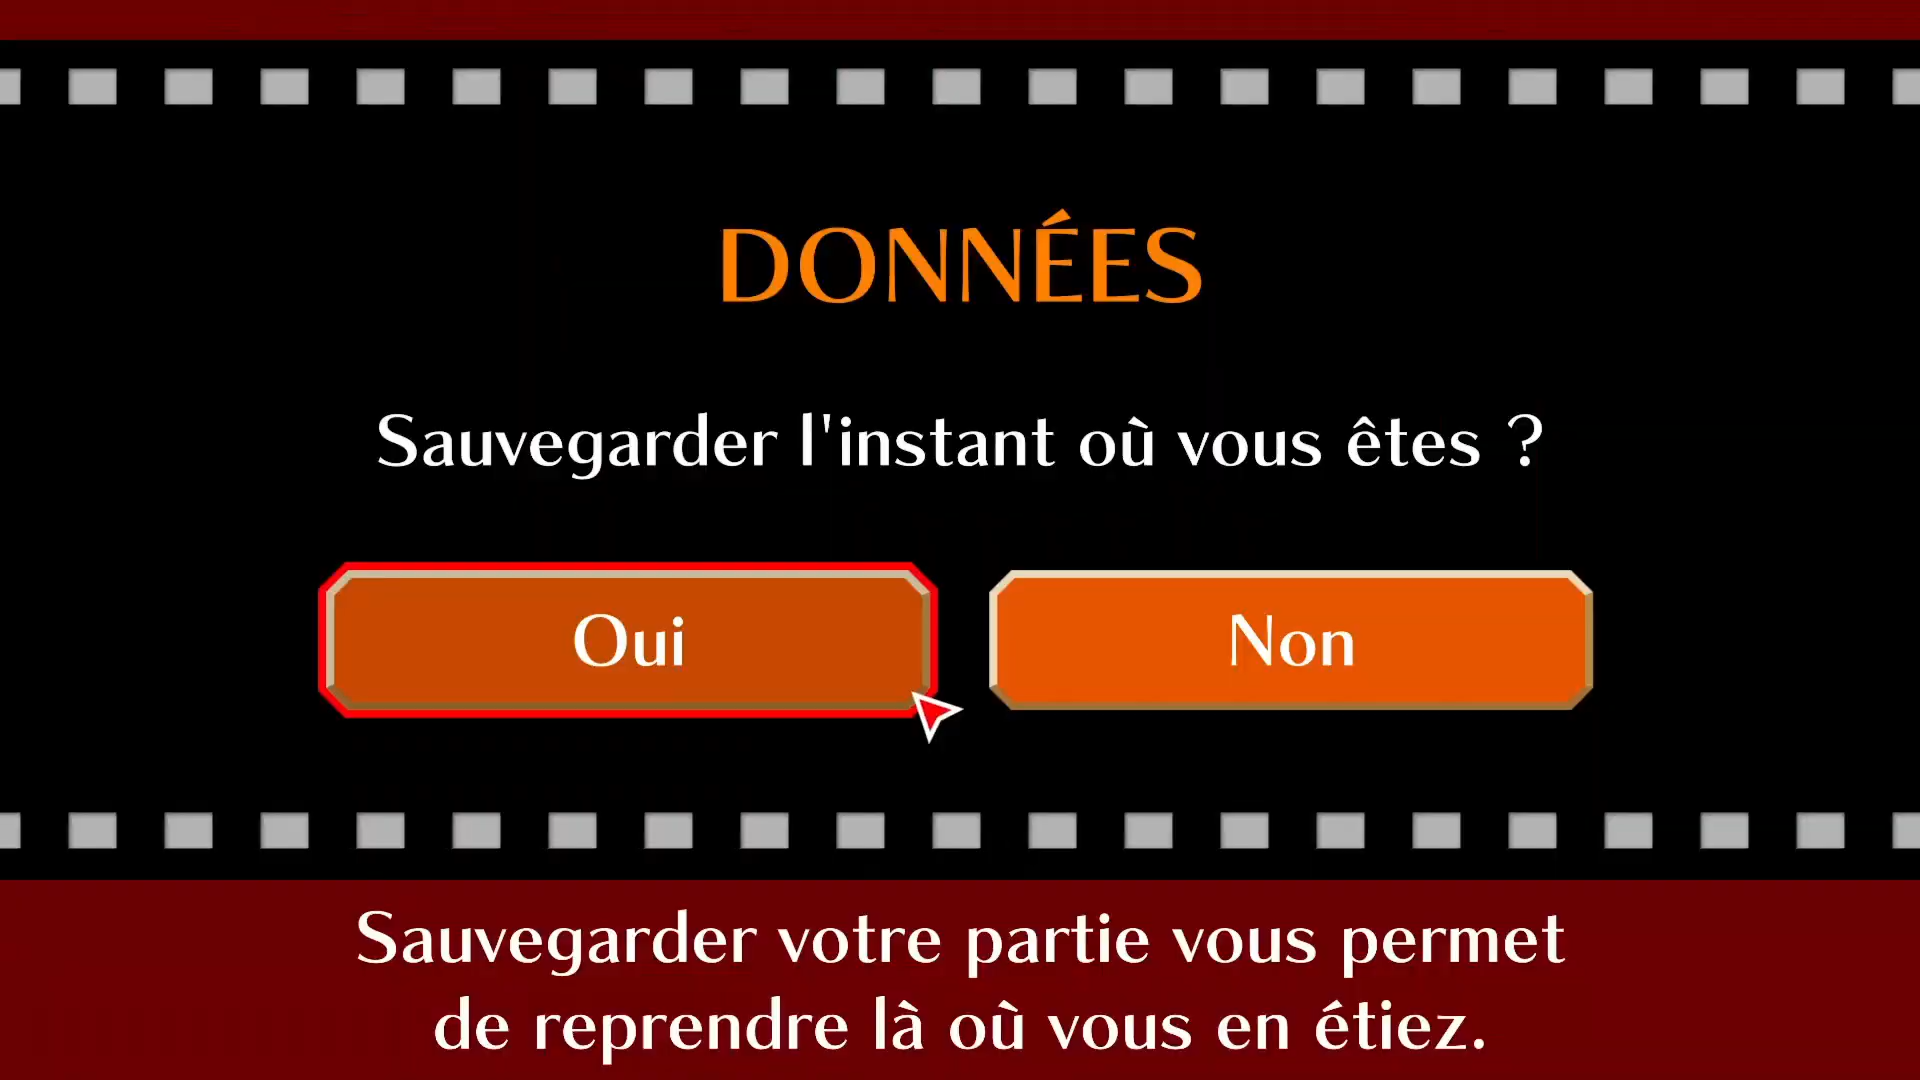 DONNÉES
Sauvegarder l'instant où vous êtes ?
Oui
Non
Sauvegarder votre partie vous permet
de reprendre là où vous en étiez.